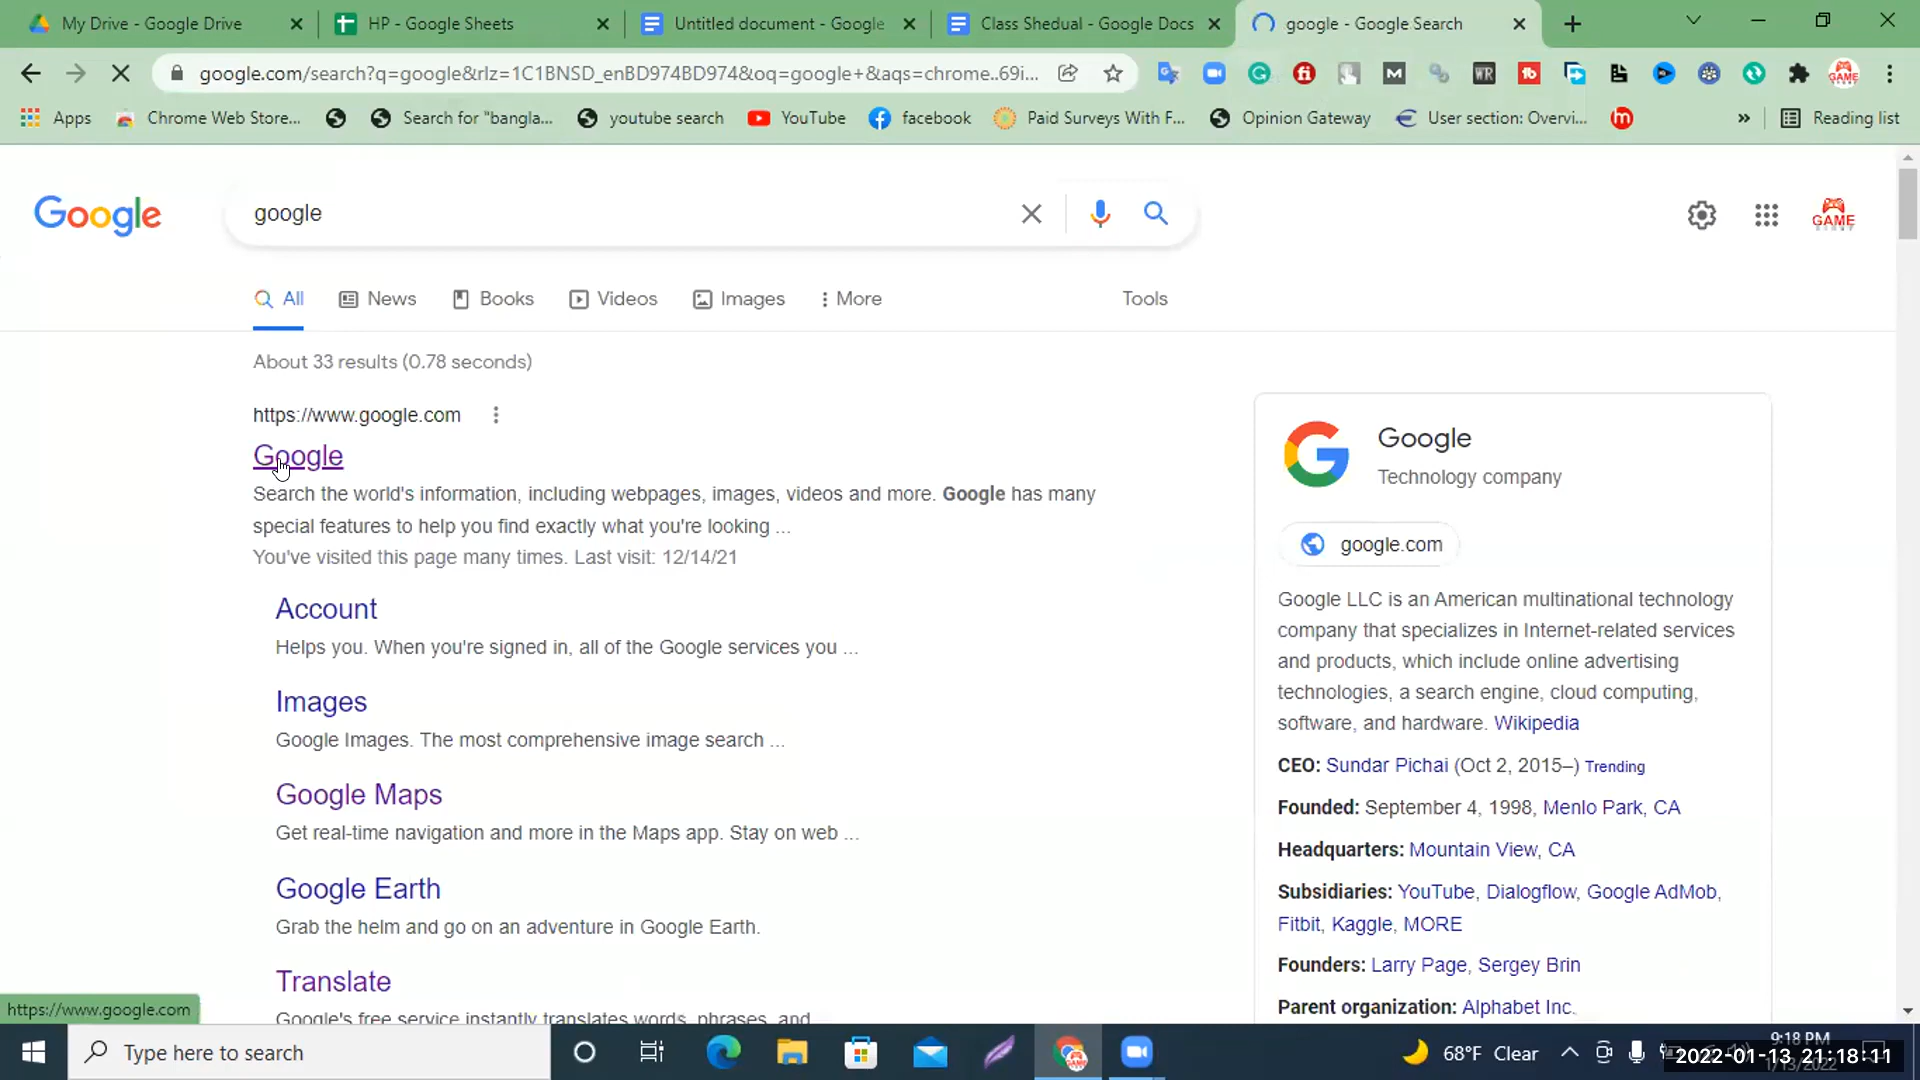 My Drive - Google Drive
HP - Google Sheets
Untitled document - Google
Class Shedual - Google Docs
google - Google Search
google.com/search?q=google&rlz=1C1BNSD_enBD974BD974&oq=google+&aqs=chrome..69i...
Apps
Chrome Web Store...
Search for "bangla...
youtube search
YouTube
facebook
Paid Surveys With F...
Opinion Gateway
User section: Overvi...
Reading list
Google
google
GAME
All
News
Books
Videos
Images
More
Tools
About 33 results (0.78 seconds)
https://www.google.com
Google
Search the world's information, including webpages, images, videos and more. Google has many
special features to help you find exactly what you're looking ...
You've visited this page many times. Last visit: 12/14/21
Account
Helps you. When you're signed in, all of the Google services you ...
Images
Google Images. The most comprehensive image search ...
Google Maps
Get real-time navigation and more in the Maps app. Stay on web ...
Google Earth
Grab the helm and go on an adventure in Google Earth.
Translate
Google's free service instantly translates words, phrases, and
Google
Technology company
google.com
Google LLC is an American multinational technology
company that specializes in Internet-related services
and products, which include online advertising
technologies, a search engine, cloud computing,
software, and hardware. Wikipedia
CEO: Sundar Pichai (Oct 2, 2015–) Trending
Founded: September 4, 1998, Menlo Park, CA
Headquarters: Mountain View, CA
Subsidiaries: YouTube, Dialogflow, Google AdMob,
Fitbit, Kaggle, MORE
Founders: Larry Page, Sergey Brin
Parent organization: Alphabet Inc.
https://www.google.com
Type here to search
68°F Clear
9:18 PM
1/13/2022
2022-01-13 21:18:11